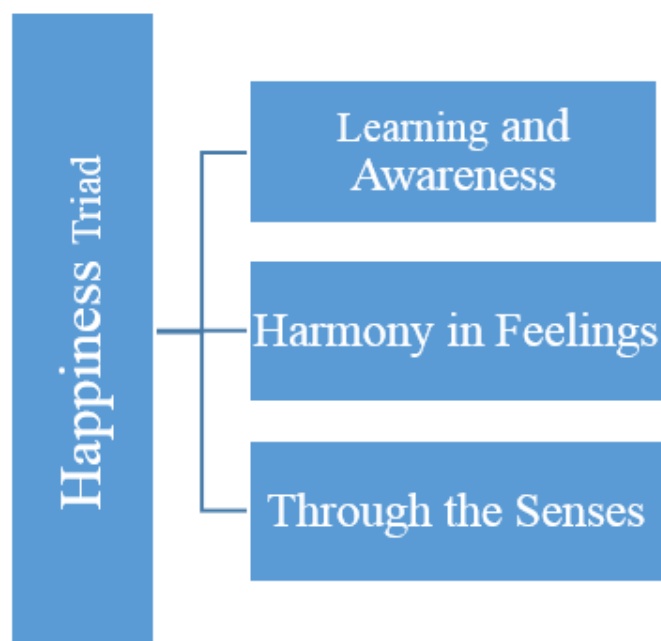 Happiness Triad
Learning and
Awareness
Harmony in Feelings
Through the Senses